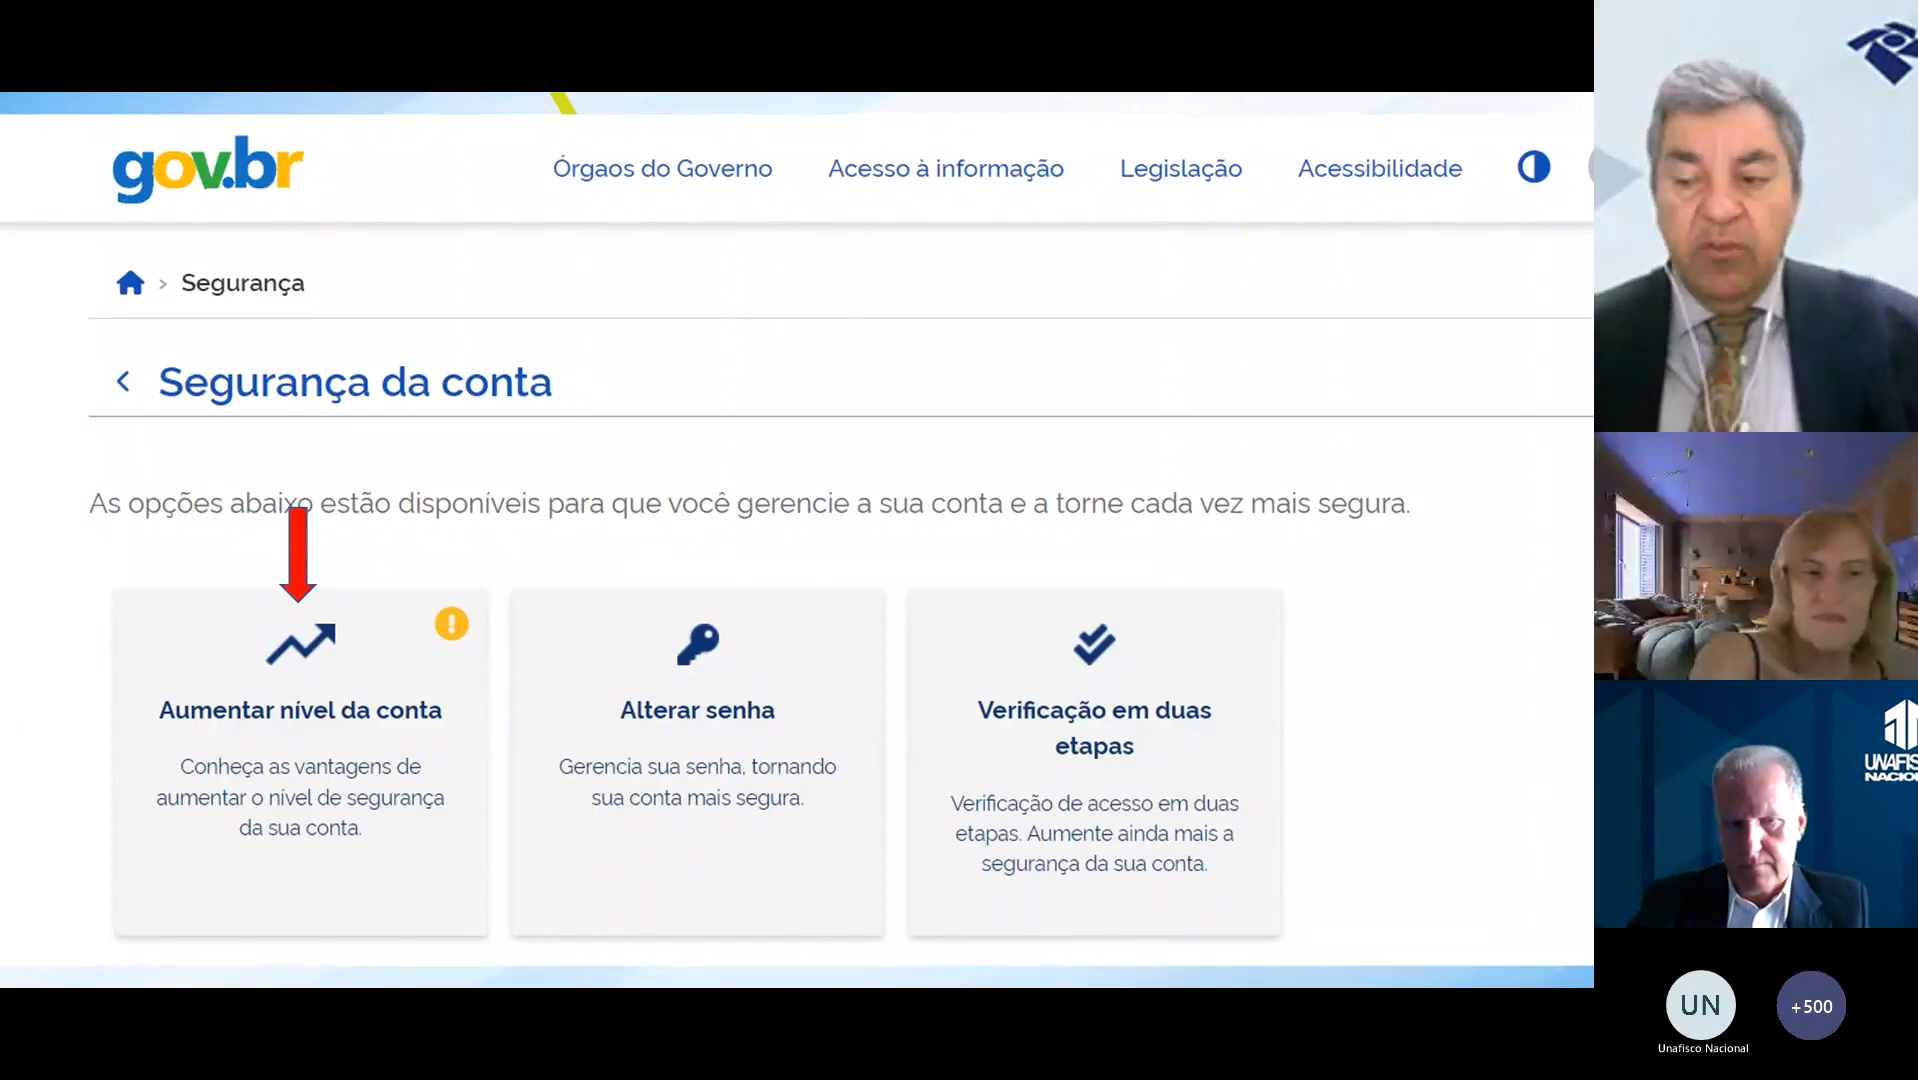 gov.br
Órgaos do Governo
Acesso à informação
Legislação
Acessibilidade
Segurança
Segurança da conta
As opções abaixo estão disponíveis para que você gerencie a sua conta e a torne cada vez mais segura.
Aumentar nível da conta
Conheça as vantagens de
aumentar o nível de segurança
da sua conta.
Alterar senha
Gerencia sua senha, tornando
sua conta mais segura.
Verificação em duas
etapas
Verificação de acesso em duas
etapas. Aumente ainda mais a
segurança da sua conta.
UNAFIS
NACIO
UN
+500
Unafisco Nacional